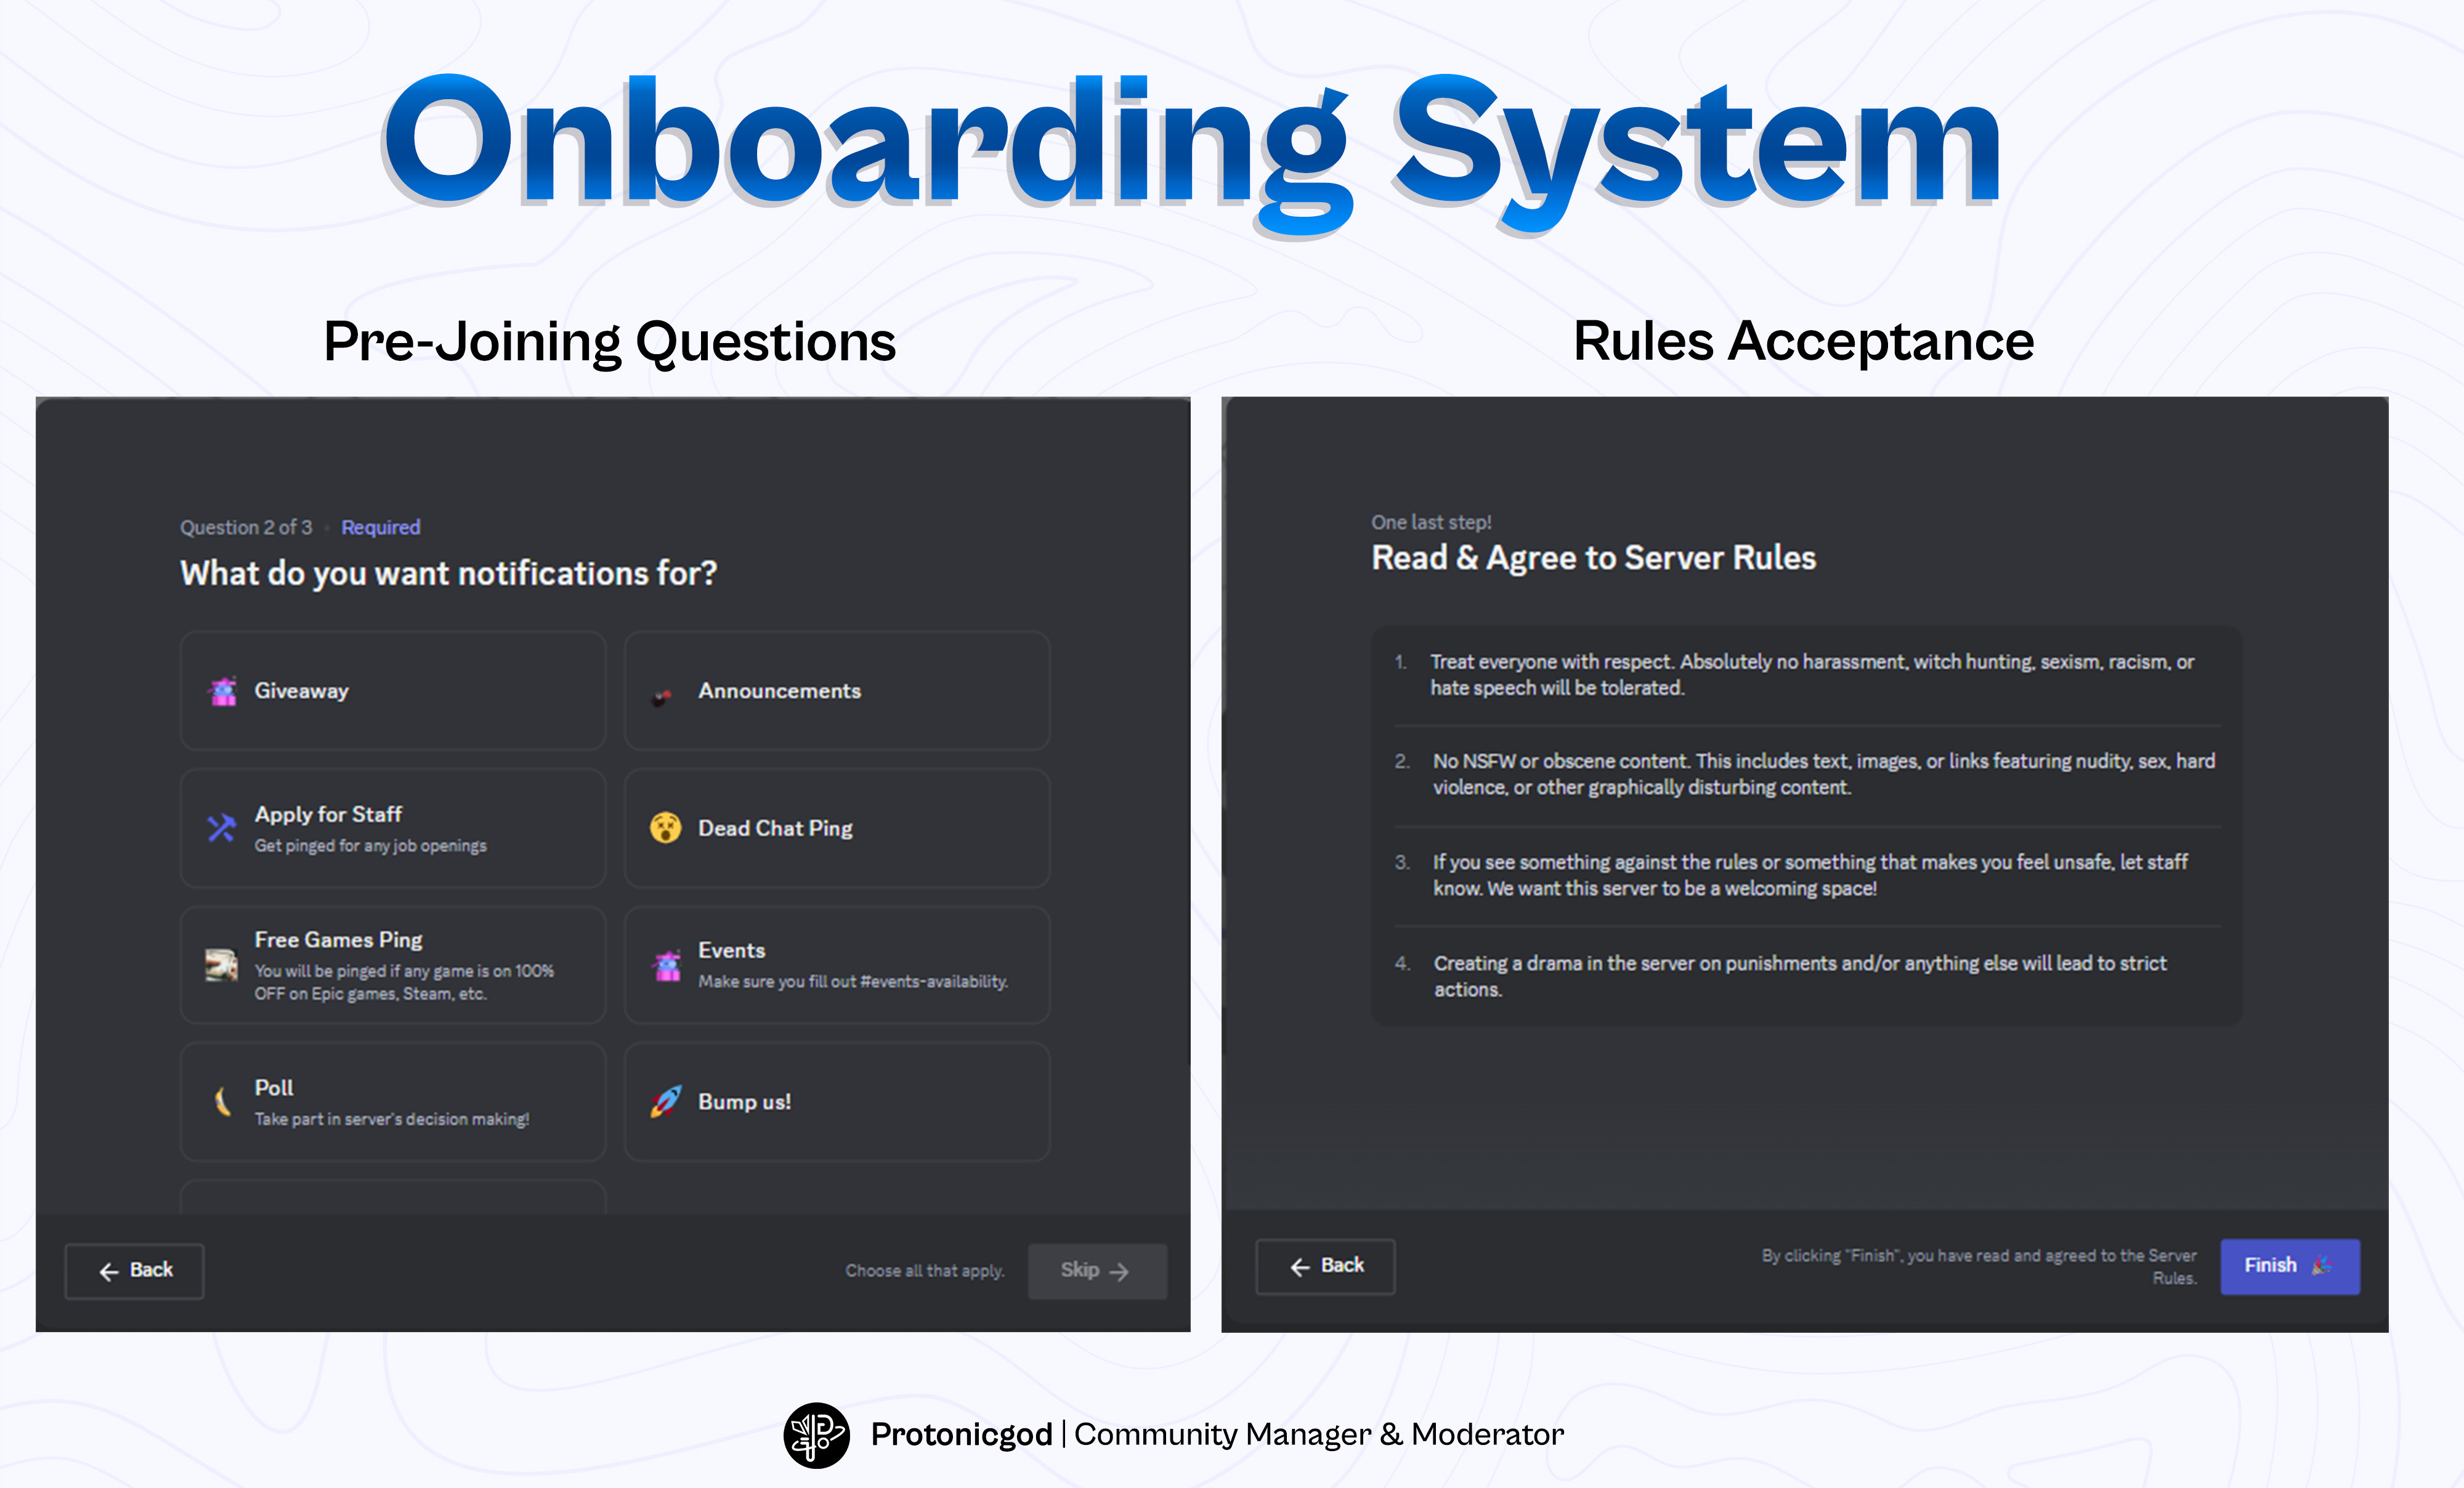 Onboarding System
Pre-Joining Questions
Question 2 of 3 • Required
What do you want notifications for?
Giveaway
Announcements
Apply for Staff
Get pinged for any job openings
Dead Chat Ping
Free Games Ping
You will be pinged if any game is on 100%
OFF on Epic games, Steam, etc.
Events
Make sure you fill out #events-availability.
Poll
Take part in server's decision making!
Bump us!
← Back
Choose all that apply.
Skip →
Rules Acceptance
One last step!
Read & Agree to Server Rules
1. Treat everyone with respect. Absolutely no harassment, witch hunting, sexism, racism, or
hate speech will be tolerated.
2. No NSFW or obscene content. This includes text, images, or links featuring nudity, sex, hard
violence, or other graphically disturbing content.
3. If you see something against the rules or something that makes you feel unsafe, let staff
know. We want this server to be a welcoming space!
4. Creating a drama in the server on punishments and/or anything else will lead to strict
actions.
← Back
By clicking "Finish", you have read and agreed to the Server
Rules.
Finish
Protonicgod | Community Manager & Moderator